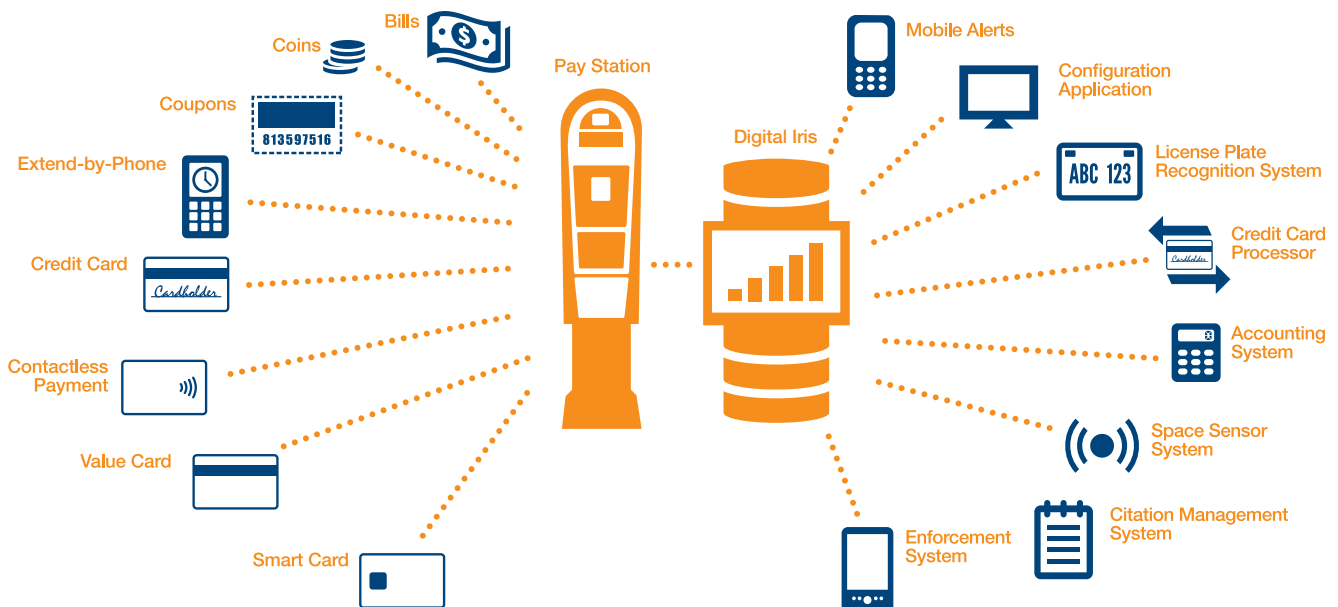 Bills
Coins
Pay Station
Coupons
813597516
Extend-by-Phone
Credit Card
Cardholder
Contactless
Payment
Value Card
Smart Card
Digital Iris
Mobile Alerts
Configuration
Application
License Plate
Recognition System
ABC 123
Credit Card
Processor
Cardholder
Accounting
System
Space Sensor
System
Citation Management
System
Enforcement
System